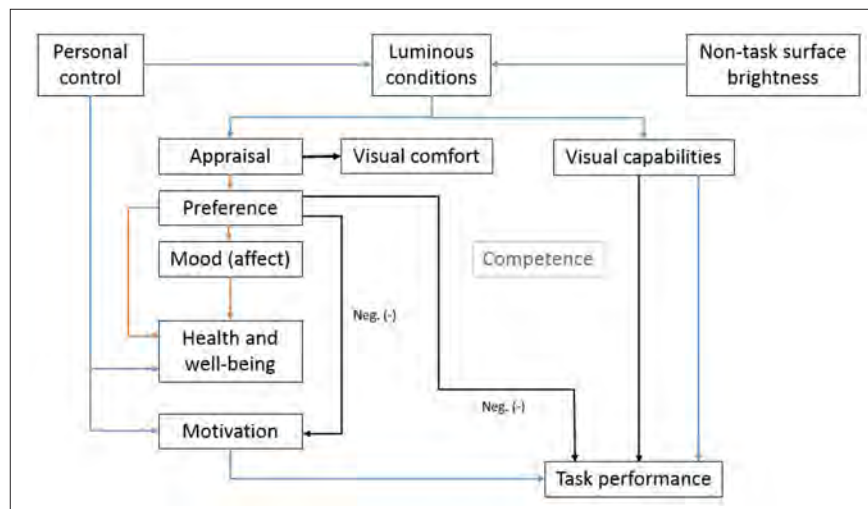 Personal
control
Luminous
conditions
Non-task surface
brightness
Appraisal
Visual comfort
Visual capabilities
Preference
Mood (affect)
Competence
Neg. (-)
Health and
well-being
Neg. (-)
Motivation
Task performance